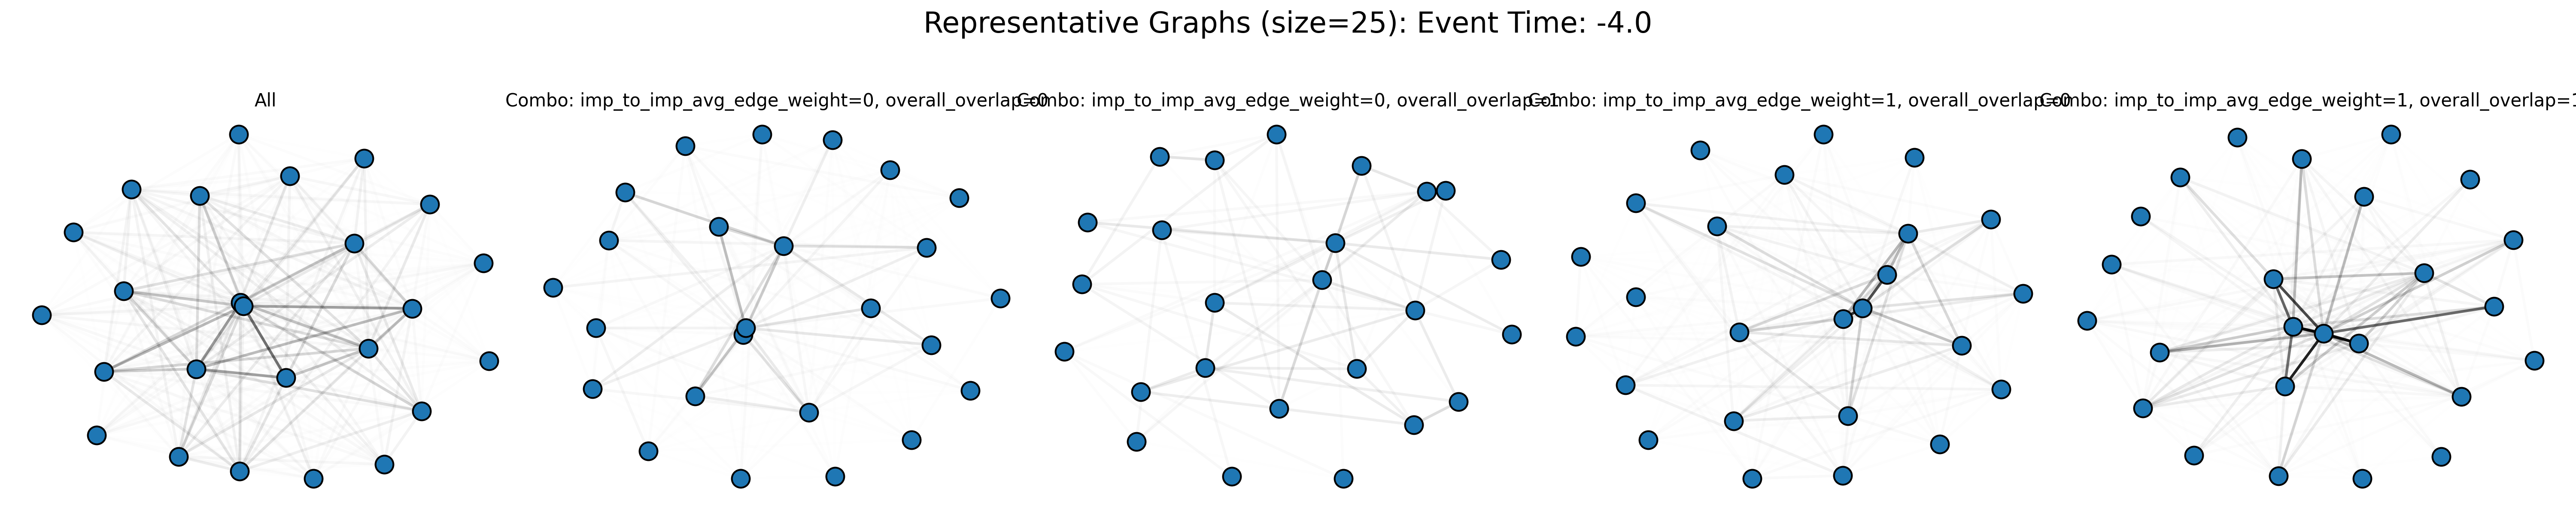 Representative Graphs (size=25): Event Time: -4.0
All
Combo: imp_to_imp_avg_edge_weight=0, overall_overlap=0
Combo: imp_to_imp_avg_edge_weight=0, overall_overlap=1
Combo: imp_to_imp_avg_edge_weight=1, overall_overlap=0
Combo: imp_to_imp_avg_edge_weight=1, overall_overlap=1